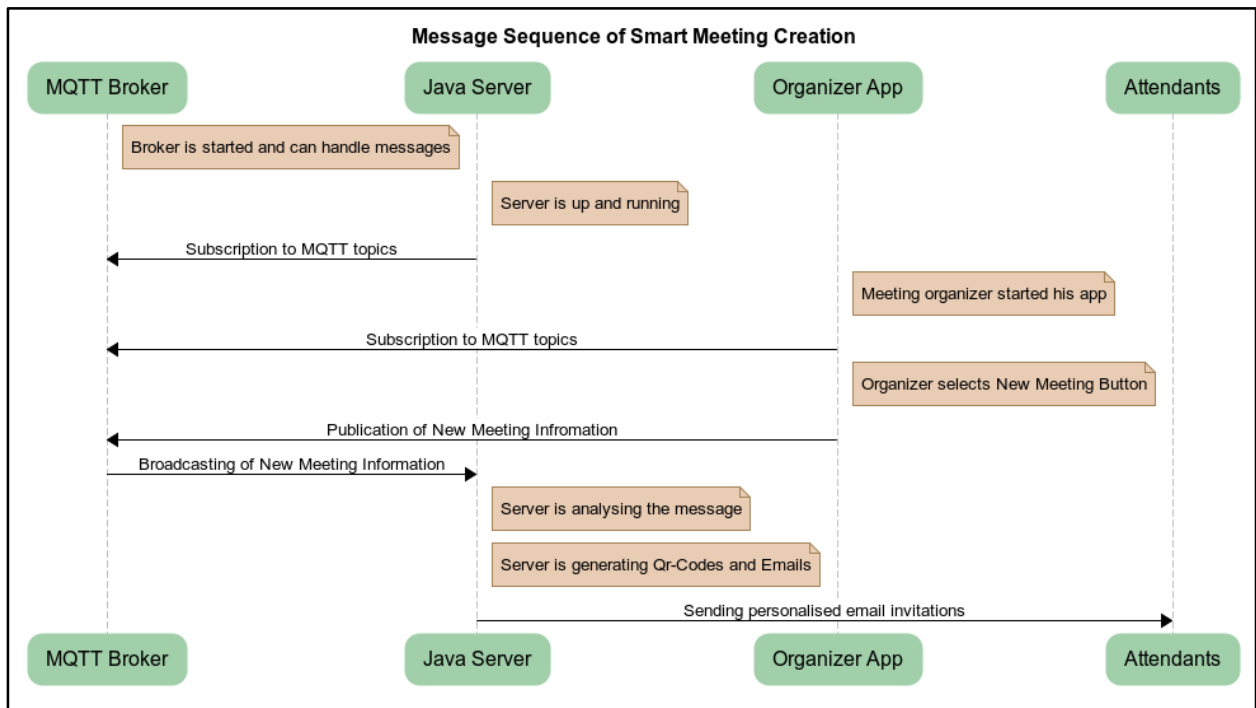 Message Sequence of Smart Meeting Creation
MQTT Broker
Java Server
Organizer App
Attendants
Broker is started and can handle messages
Server is up and running
Subscription to MQTT topics
Meeting organizer started his app
Subscription to MQTT topics
Organizer selects New Meeting Button
Publication of New Meeting Infromation
Broadcasting of New Meeting Information
Server is analysing the message
Server is generating Qr-Codes and Emails
Sending personalised email invitations
MQTT Broker
Java Server
Organizer App
Attendants